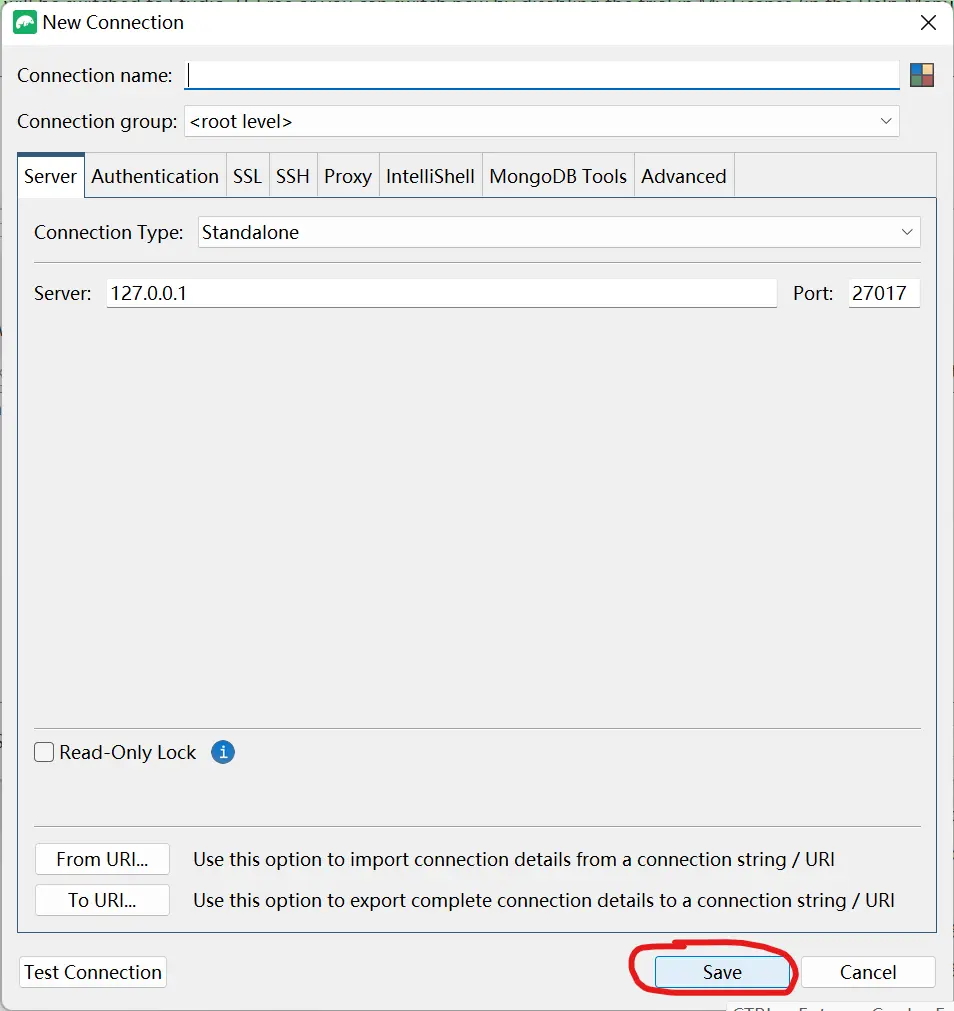 New Connection
Connection name:
Connection group: <root level>
Server Authentication SSL SSH Proxy IntelliShell MongoDB Tools Advanced
Connection Type: Standalone
Server: 127.0.0.1 Port: 27017
Read-Only Lock i
From URI... Use this option to import connection details from a connection string / URI
To URI... Use this option to export complete connection details to a connection string / URI
Test Connection Save Cancel